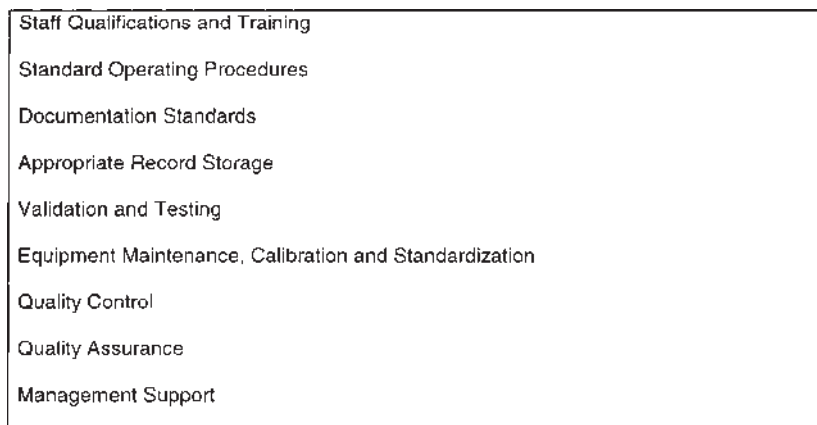 Staff Qualifications and Training
Standard Operating Procedures
Documentation Standards
Appropriate Record Storage
Validation and Testing
Equipment Maintenance, Calibration and Standardization
Quality Control
Quality Assurance
Management Support